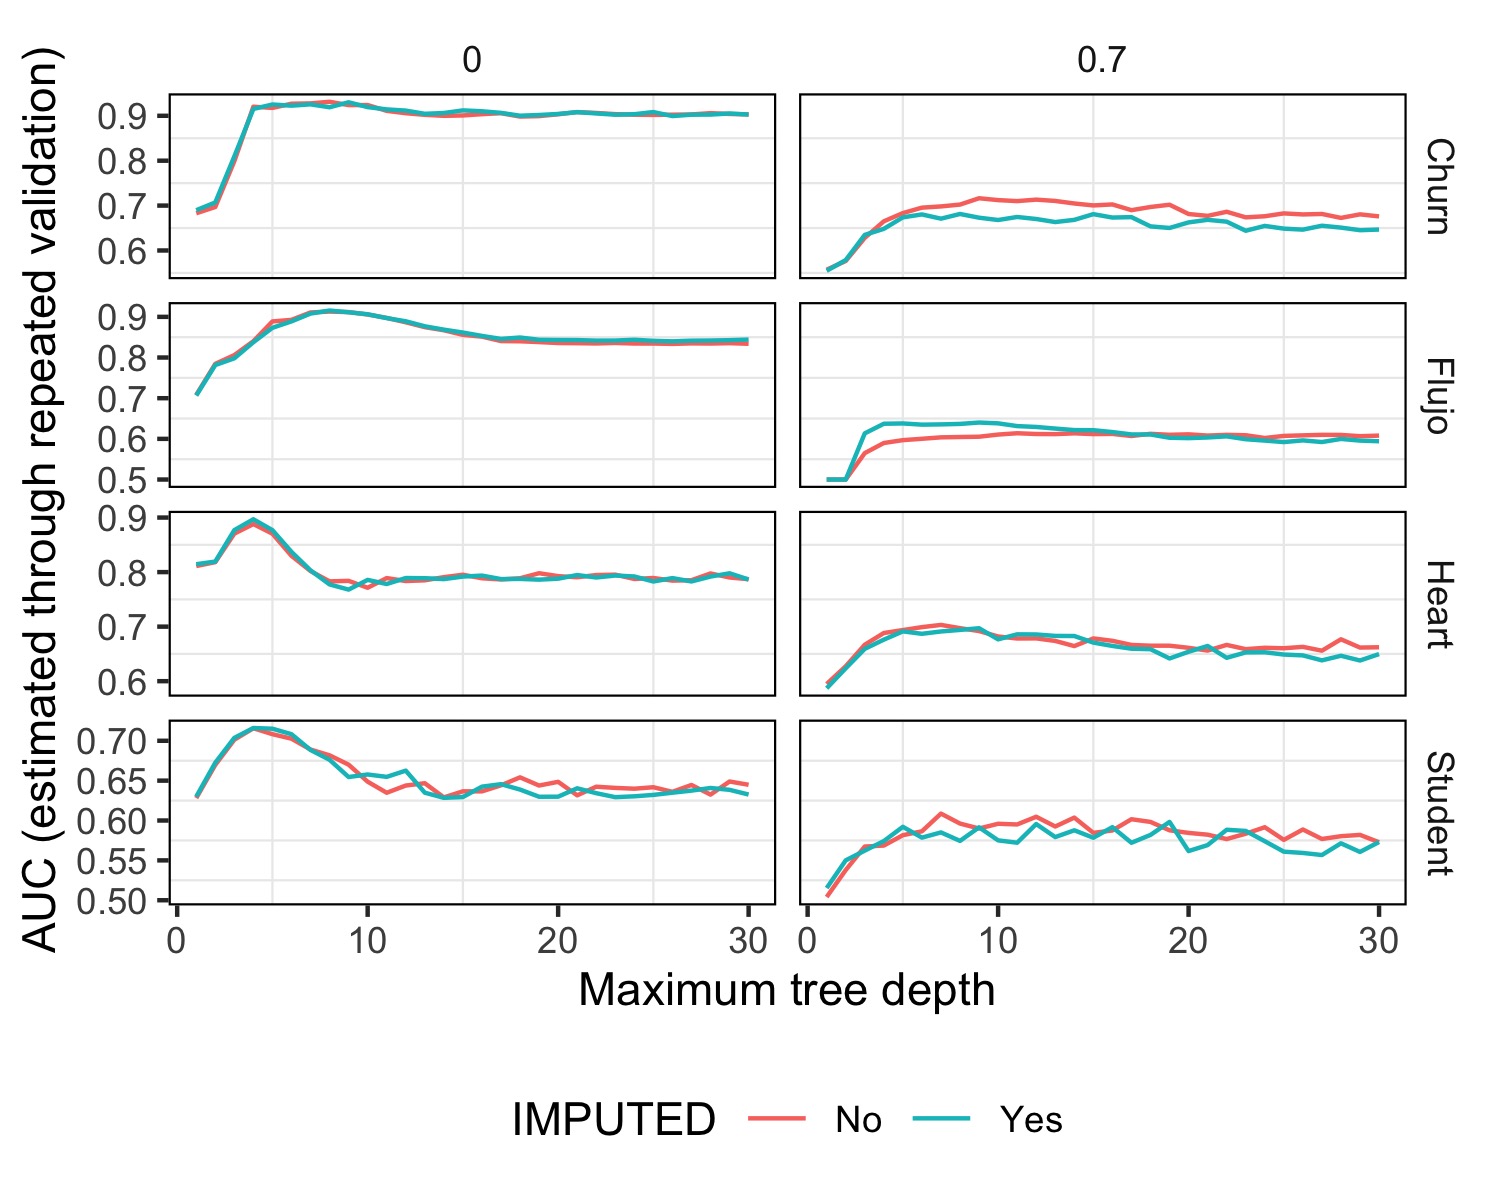 0
0.7
AUC (estimated through repeated validation)
0.9
0.8
0.7
0.6
Churn
0.9
0.8
0.7
0.6
0.5
Flujo
0.9
0.8
0.7
0.6
Heart
0.70
0.65
0.60
0.55
0.50
Student
0 10 20 30 0 10 20 30
Maximum tree depth
IMPUTED No Yes